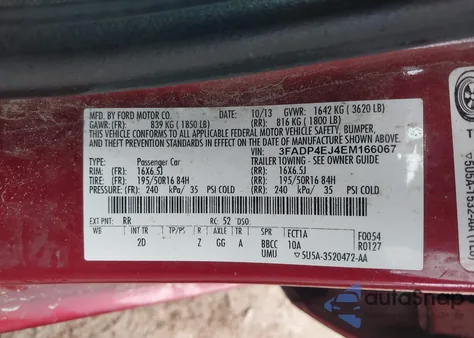 MFD. BY FORD MOTOR CO. 10/13 GVWR: 1642 KG ( 3620 LB)
GAWR:(FR): 839 KG (1850 LB) (RR): 816 KG (1800 LB)
THIS VEHICLE CONFORMS TO ALL APPLICABLE
FEDERAL MOTOR VEHICLE SAFETY, BUMPER,
AND THEFT PREVENTION STANDARDS IN EFFECT
ON THE DATE OF MANUFACTURE SHOWN ABOVE.
VIN: 3FADP4EJ4EM166067
TYPE: Passenger Car TRAILER TOWING - SEE OWNER GUIDE
RIM: (FR): 16X6.5J (RR): 16X6.5J
TIRE: (FR): 195/50R16 84H (RR): 195/50R16 84H
PRESSURE: (FR): 240 kPa/ 35 PSI COLD (RR): 240 kPa/ 35 PSI COLD
EXT PNT: RR RC: 52 DSO:
WB INT TR TP/PS R AXLE TR SPR ECT1A F0054
2D Z GG A BBCC 10A R0127
UMU 5U5A-3520472-AA
AutoSnap